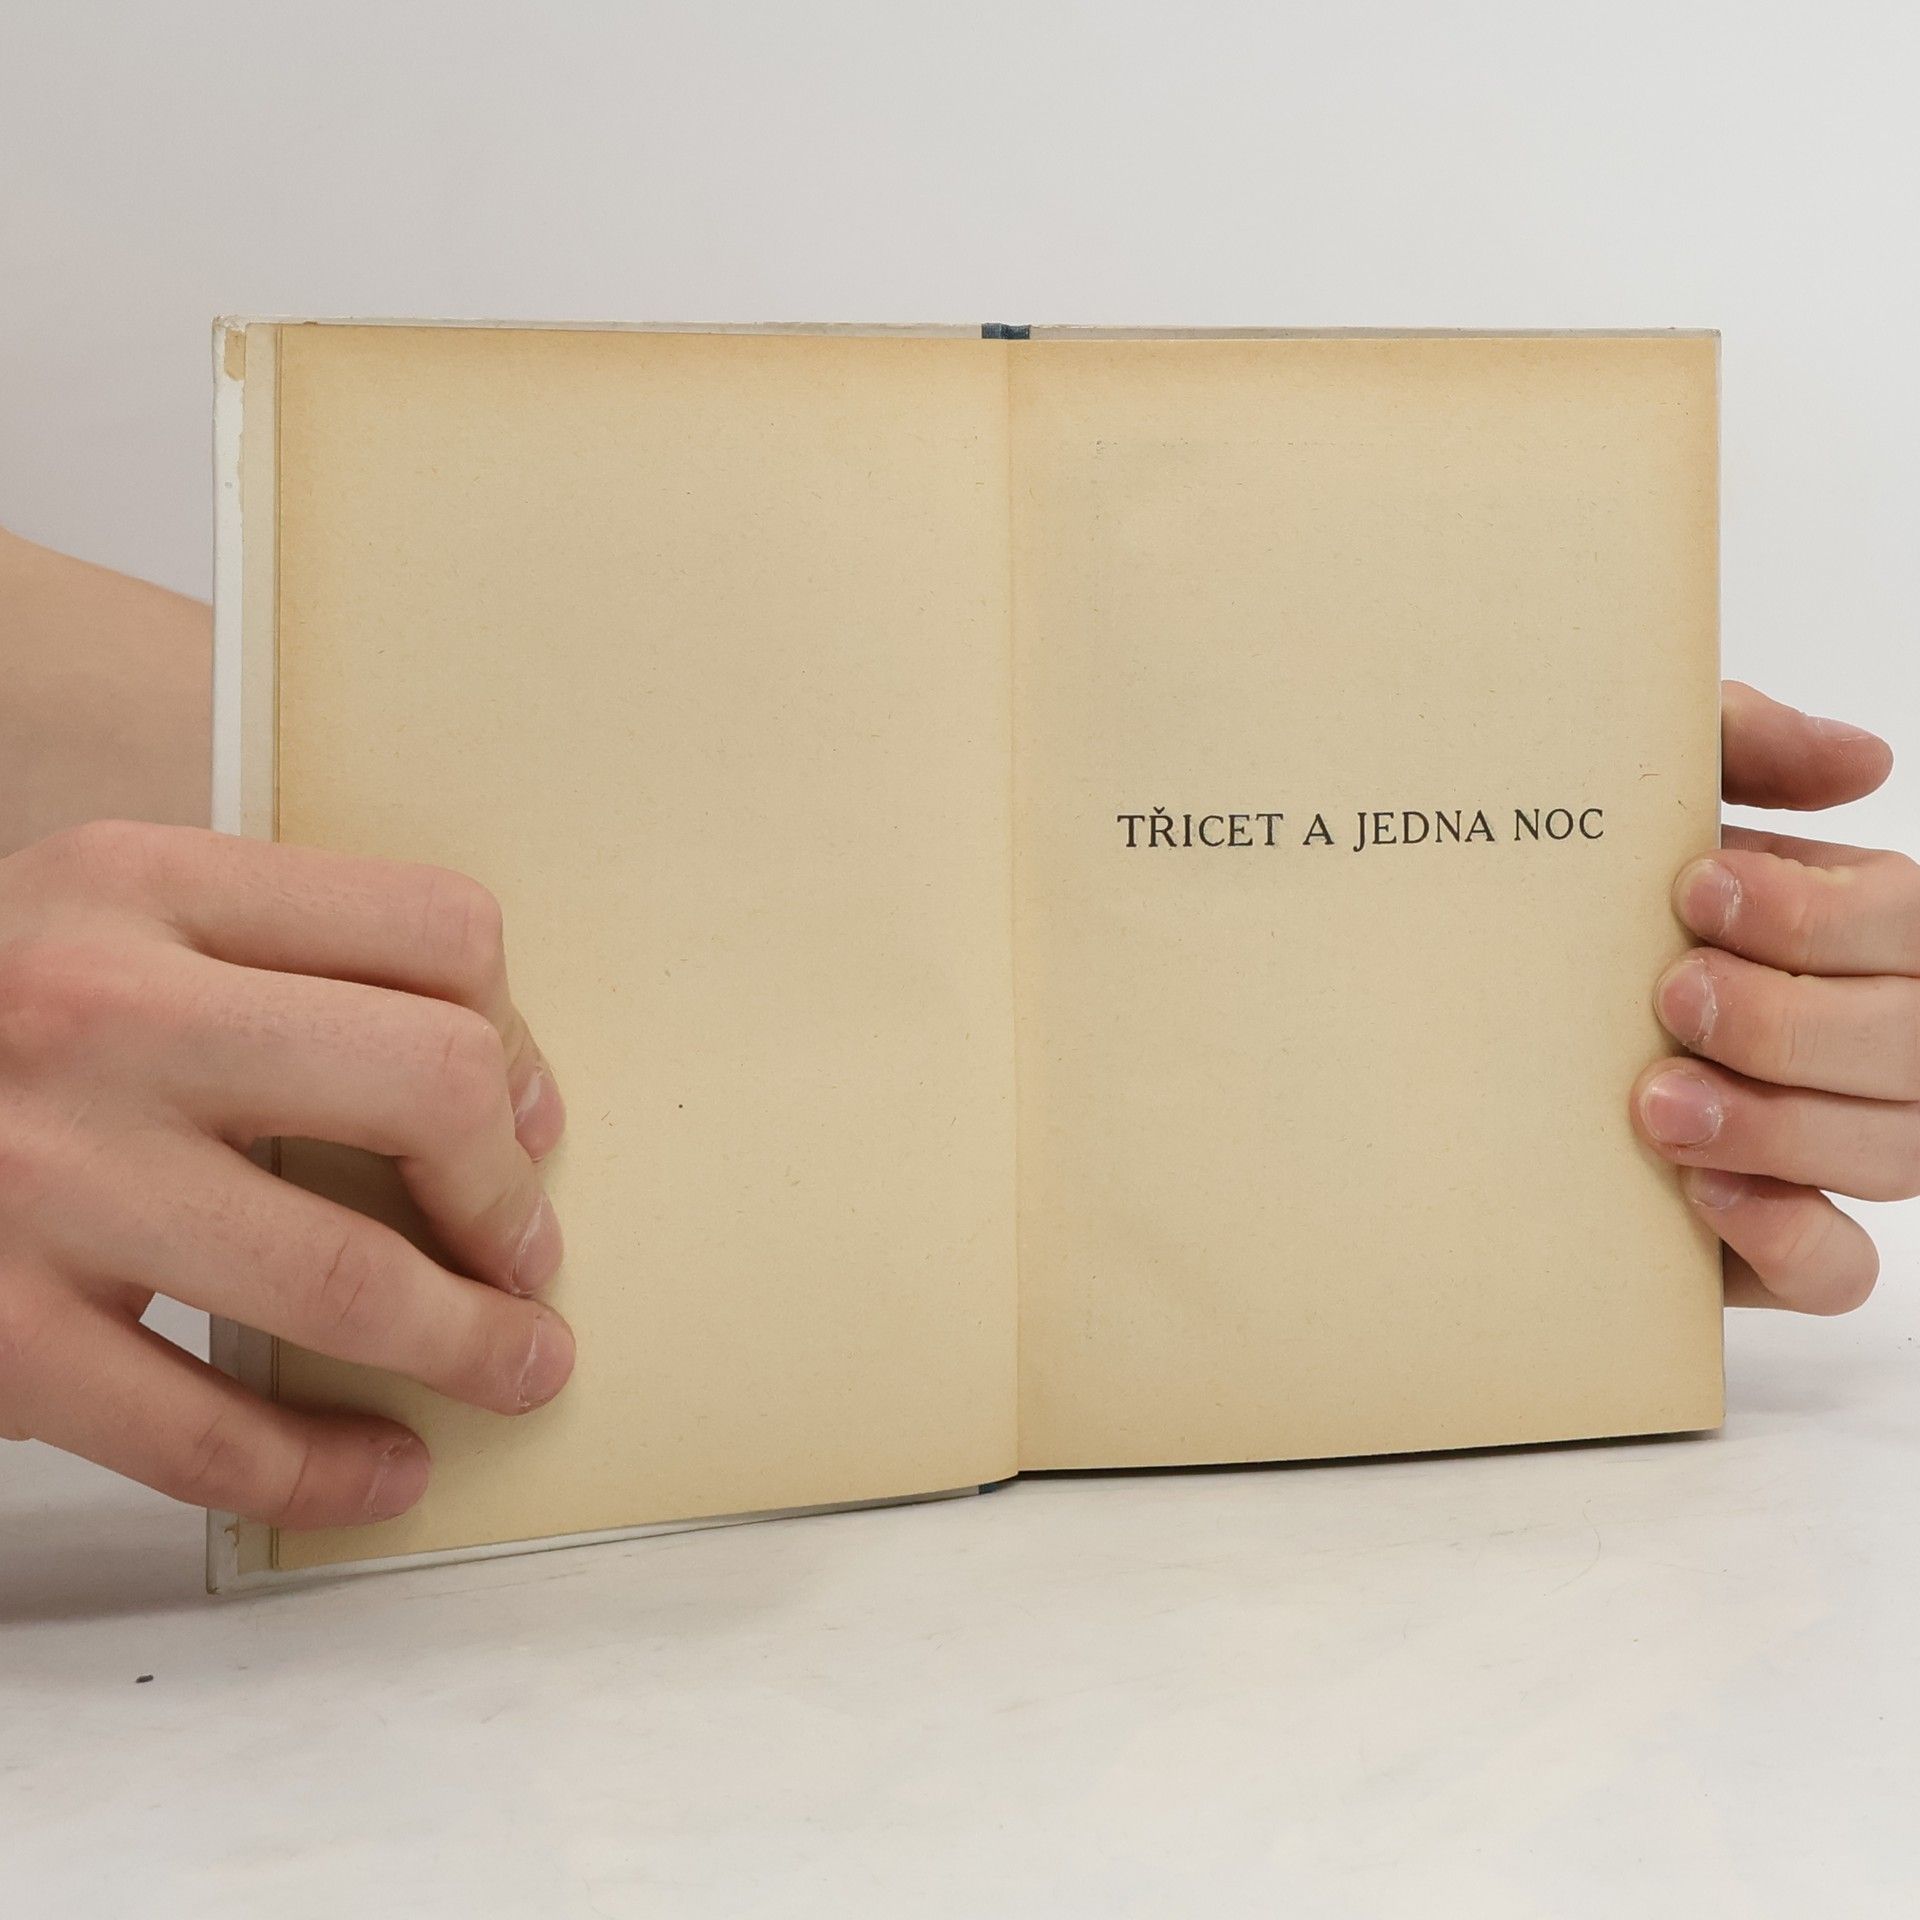 TŘICET A JEDNA NOC